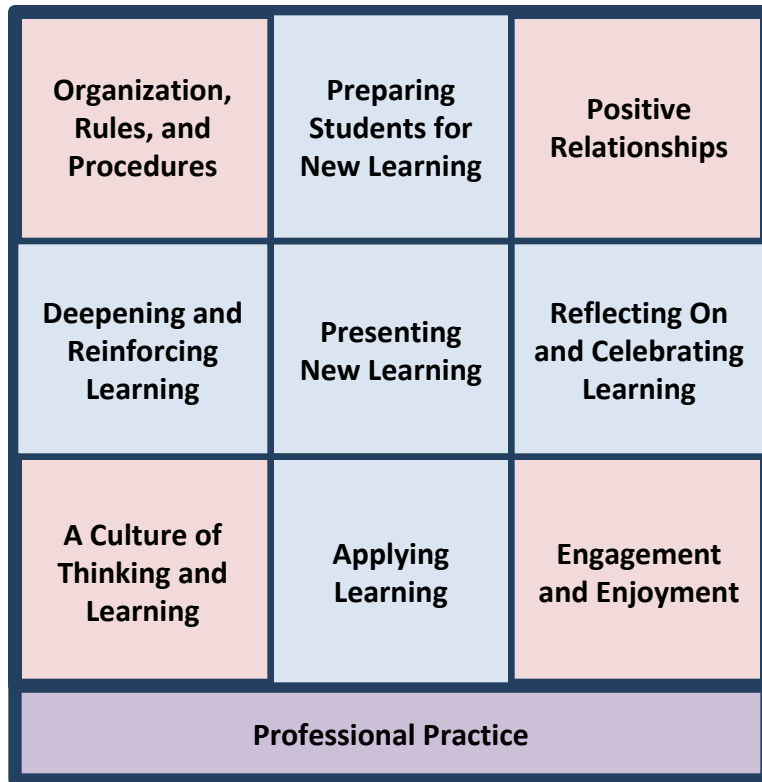 Organization,
Rules, and
Procedures
Preparing
Students for
New Learning
Positive
Relationships
Deepening and
Reinforcing
Learning
Presenting
New Learning
Reflecting On
and Celebrating
Learning
A Culture of
Thinking and
Learning
Applying
Learning
Engagement
and Enjoyment
Professional Practice